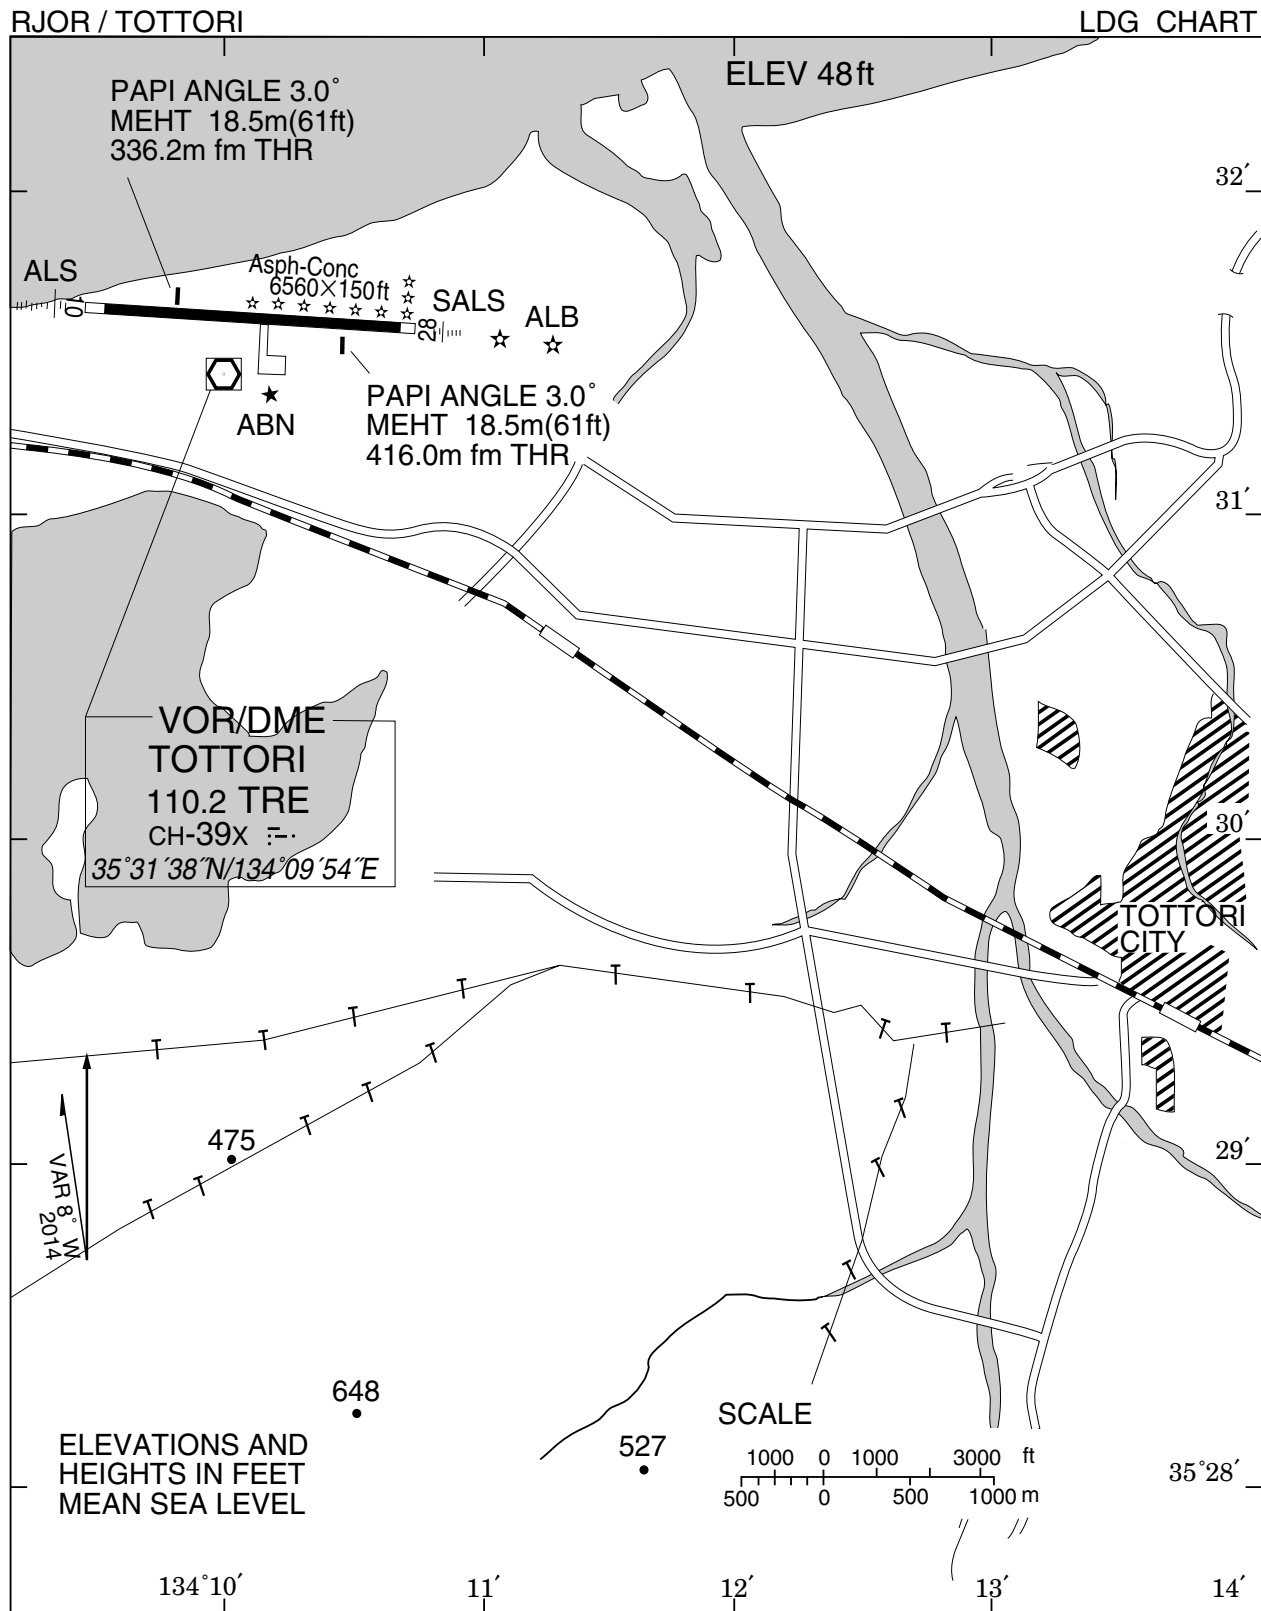 RJOR / TOTTORI
LDG CHART
ELEV 48ft
PAPI ANGLE 3.0°
MEHT 18.5m(61ft)
336.2m fm THR
32′
ALS
Asph-Conc
6560×150ft
SALS
ALB
10
28
ABN
PAPI ANGLE 3.0°
MEHT 18.5m(61ft)
416.0m fm THR
31′
VOR/DME
TOTTORI
110.2 TRE
CH-39X
35°31′38″N/134°09′54″E
30′
TOTTORI
CITY
475
29′
VAR 8° W
2014
648
527
ELEVATIONS AND
HEIGHTS IN FEET
MEAN SEA LEVEL
SCALE
1000 0 1000 3000 ft
500 0 500 1000 m
35°28′
134°10′
11′
12′
13′
14′